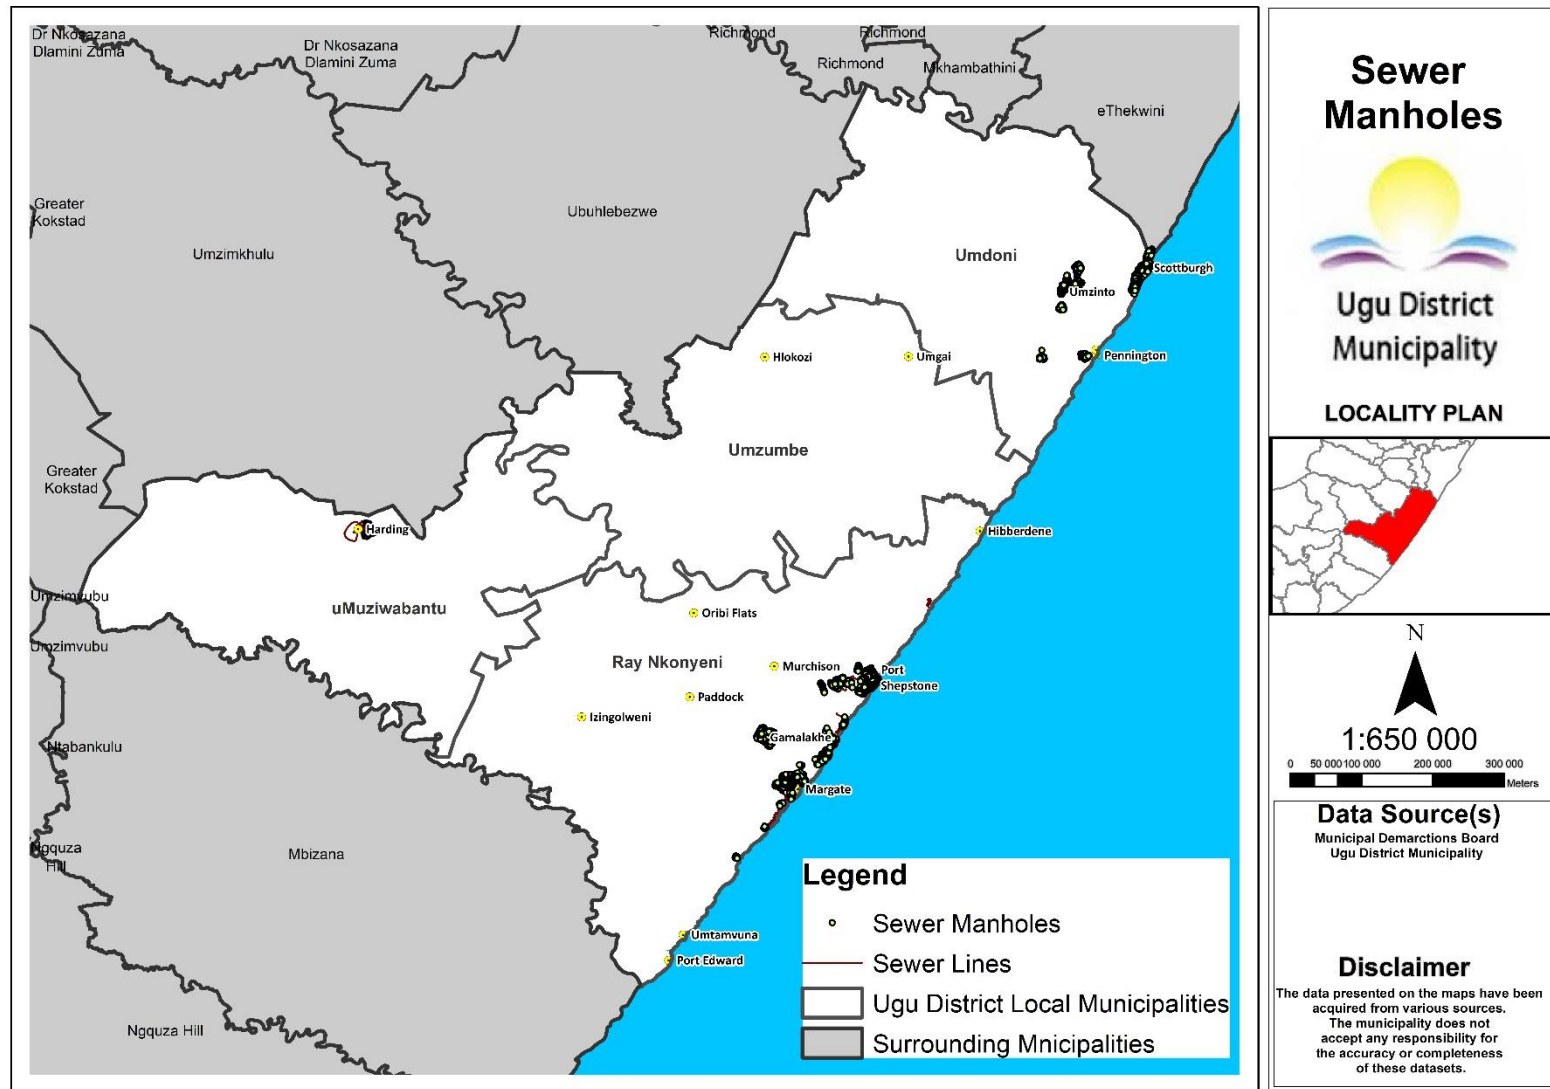 Dr Nkosazana
Dlamini Zuma
Dr Nkosazana
Dlamini Zuma
Richmond
Richmond
Richmond
Mkhambathini
eThekwini
Greater
Kokstad
Umzimkhulu
Ubuhlebezwe
Umdoni
Scottburgh
Umzinto
Hlokozi
Umgai
Pennington
Umzumbe
Greater
Kokstad
Harding
Hibberdene
Umzimvubu
uMuziwabantu
Oribi Flats
Umzimvubu
Ray Nkonyeni
Murchison
Port
Shepstone
Paddock
Izingolweni
Gamalakhe
Ntabankulu
Margate
Ngquza
Hill
Mbizana
Umtamvuna
Port Edward
Ngquza Hill
Legend
Sewer Manholes
Sewer Lines
Ugu District Local Municipalities
Surrounding Mnicipalities
Sewer
Manholes
Ugu District
Municipality
LOCALITY PLAN
N
1:650 000
0 50 000 100 000 200 000 300 000
Meters
Data Source(s)
Municipal Demarctions Board
Ugu District Municipality
Disclaimer
The data presented on the maps have been
acquired from various sources.
The municipality does not
accept any responsibility for
the accuracy or completeness
of these datasets.